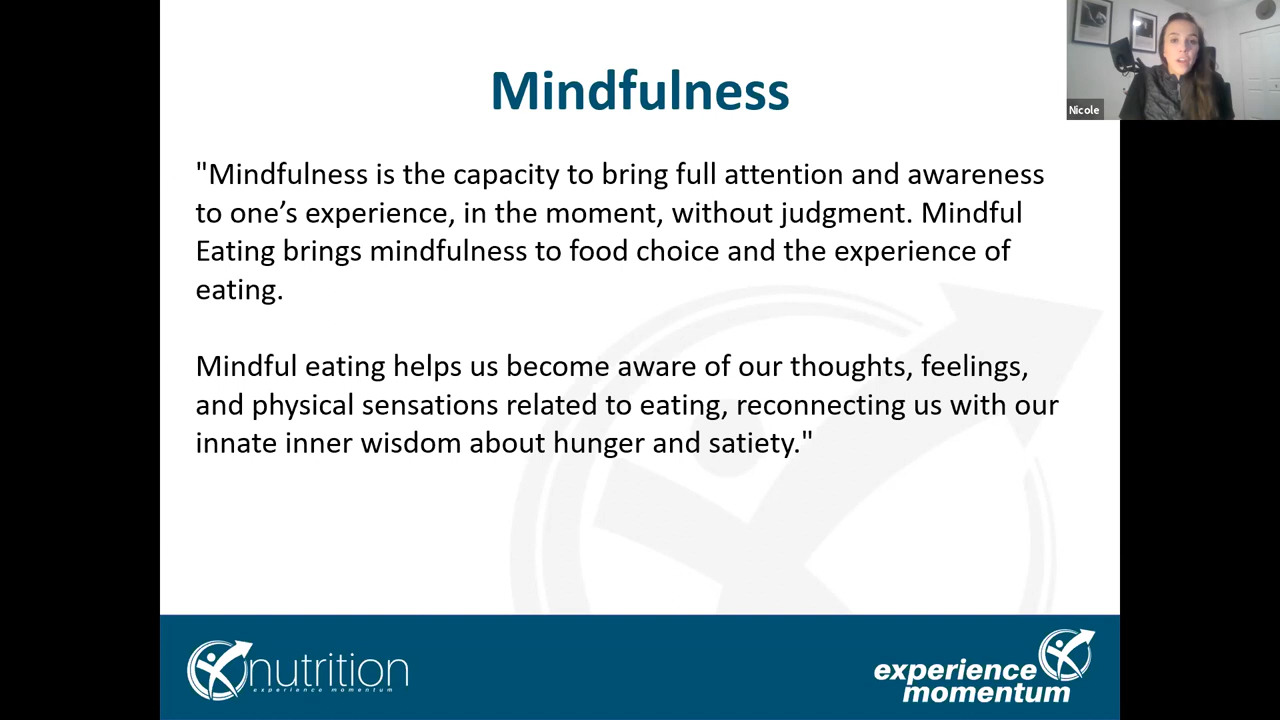 Mindfulness
Nicole
"Mindfulness is the capacity to bring full attention and awareness
to one’s experience, in the moment, without judgment. Mindful
Eating brings mindfulness to food choice and the experience of
eating.
Mindful eating helps us become aware of our thoughts, feelings,
and physical sensations related to eating, reconnecting us with our
innate inner wisdom about hunger and satiety."
nutrition
experience momentum
experience
momentum